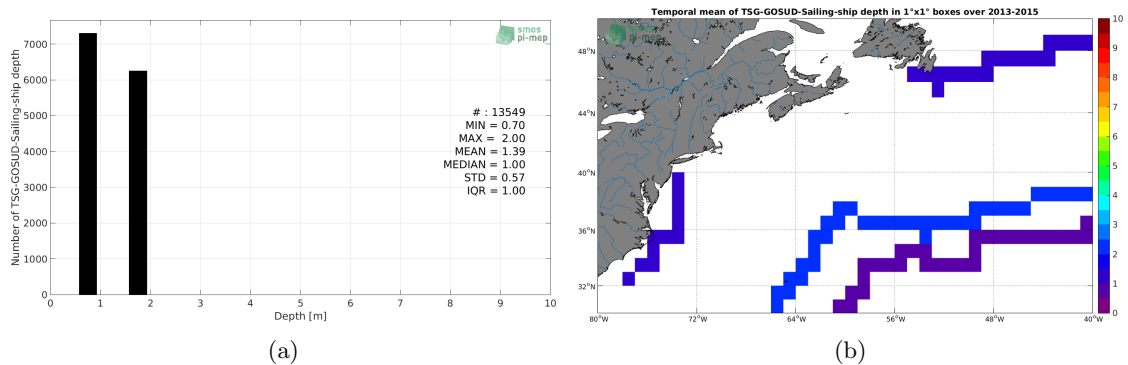 smos
pi-mep
7000
6000
5000
4000
3000
2000
1000
0
Number of TSG-GOSUD-Sailing-ship depth
# : 13549
MIN = 0.70
MAX = 2.00
MEAN = 1.39
MEDIAN = 1.00
STD = 0.57
IQR = 1.00
0 1 2 3 4 5 6 7 8 9 10
Depth [m]
(a)
Temporal mean of TSG-GOSUD-Sailing-ship depth in 1°x1° boxes over 2013-2015
smos
pi-mep
48°N
44°N
40°N
36°N
32°N
80°W 72°W 64°W 56°W 48°W 40°W
10
9
8
7
6
5
4
3
2
1
0
(b)